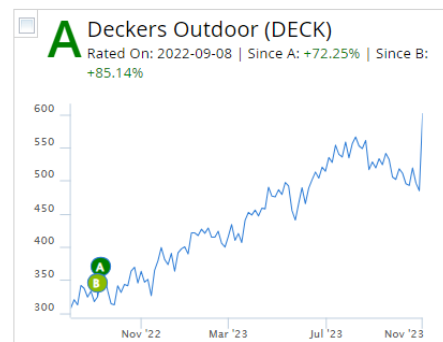 A Deckers Outdoor (DECK)
Rated On: 2022-09-08 | Since A: +72.25% | Since B:
+85.14%
600
550
500
450
400
350
300
A
B
Nov '22
Mar '23
Jul '23
Nov '23